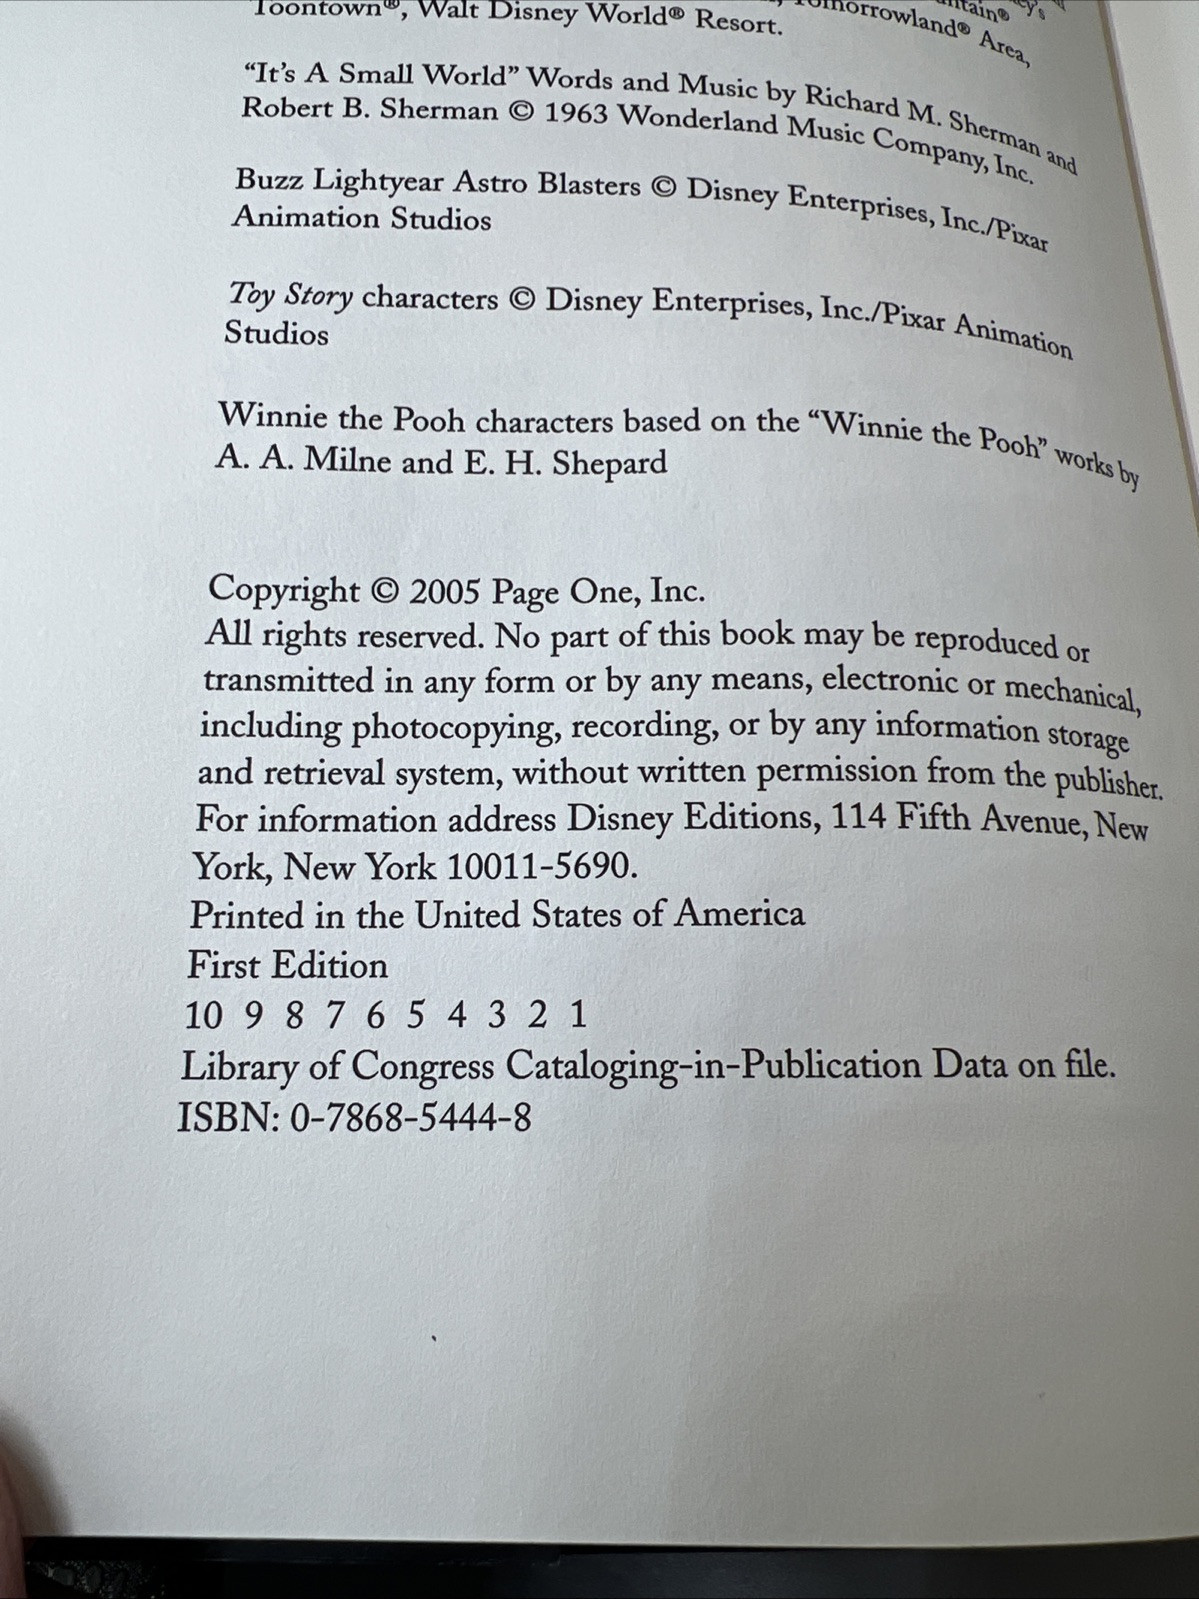 Toontown®, Walt Disney World® Resort. Tomorrowland® Area,
“It’s A Small World” Words and Music by Richard M. Sherman and
Robert B. Sherman © 1963 Wonderland Music Company, Inc.
Buzz Lightyear Astro Blasters © Disney Enterprises, Inc./Pixar
Animation Studios
Toy Story characters © Disney Enterprises, Inc./Pixar Animation
Studios
Winnie the Pooh characters based on the “Winnie the Pooh” works by
A. A. Milne and E. H. Shepard
Copyright © 2005 Page One, Inc.
All rights reserved. No part of this book may be reproduced or
transmitted in any form or by any means, electronic or mechanical,
including photocopying, recording, or by any information storage
and retrieval system, without written permission from the publisher.
For information address Disney Editions, 114 Fifth Avenue, New
York, New York 10011-5690.
Printed in the United States of America
First Edition
10 9 8 7 6 5 4 3 2 1
Library of Congress Cataloging-in-Publication Data on file.
ISBN: 0-7868-5444-8